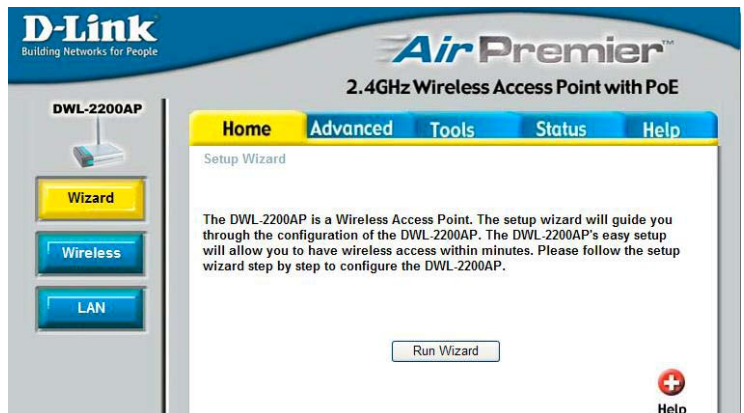 D-Link
Building Networks for People
AirPremier™
2.4GHz Wireless Access Point with PoE
DWL-2200AP
Home Advanced Tools Status Help
Setup Wizard
Wizard
Wireless
LAN
The DWL-2200AP is a Wireless Access Point. The setup wizard will guide you
through the configuration of the DWL-2200AP. The DWL-2200AP's easy setup
will allow you to have wireless access within minutes. Please follow the setup
wizard step by step to configure the DWL-2200AP.
Run Wizard
Help